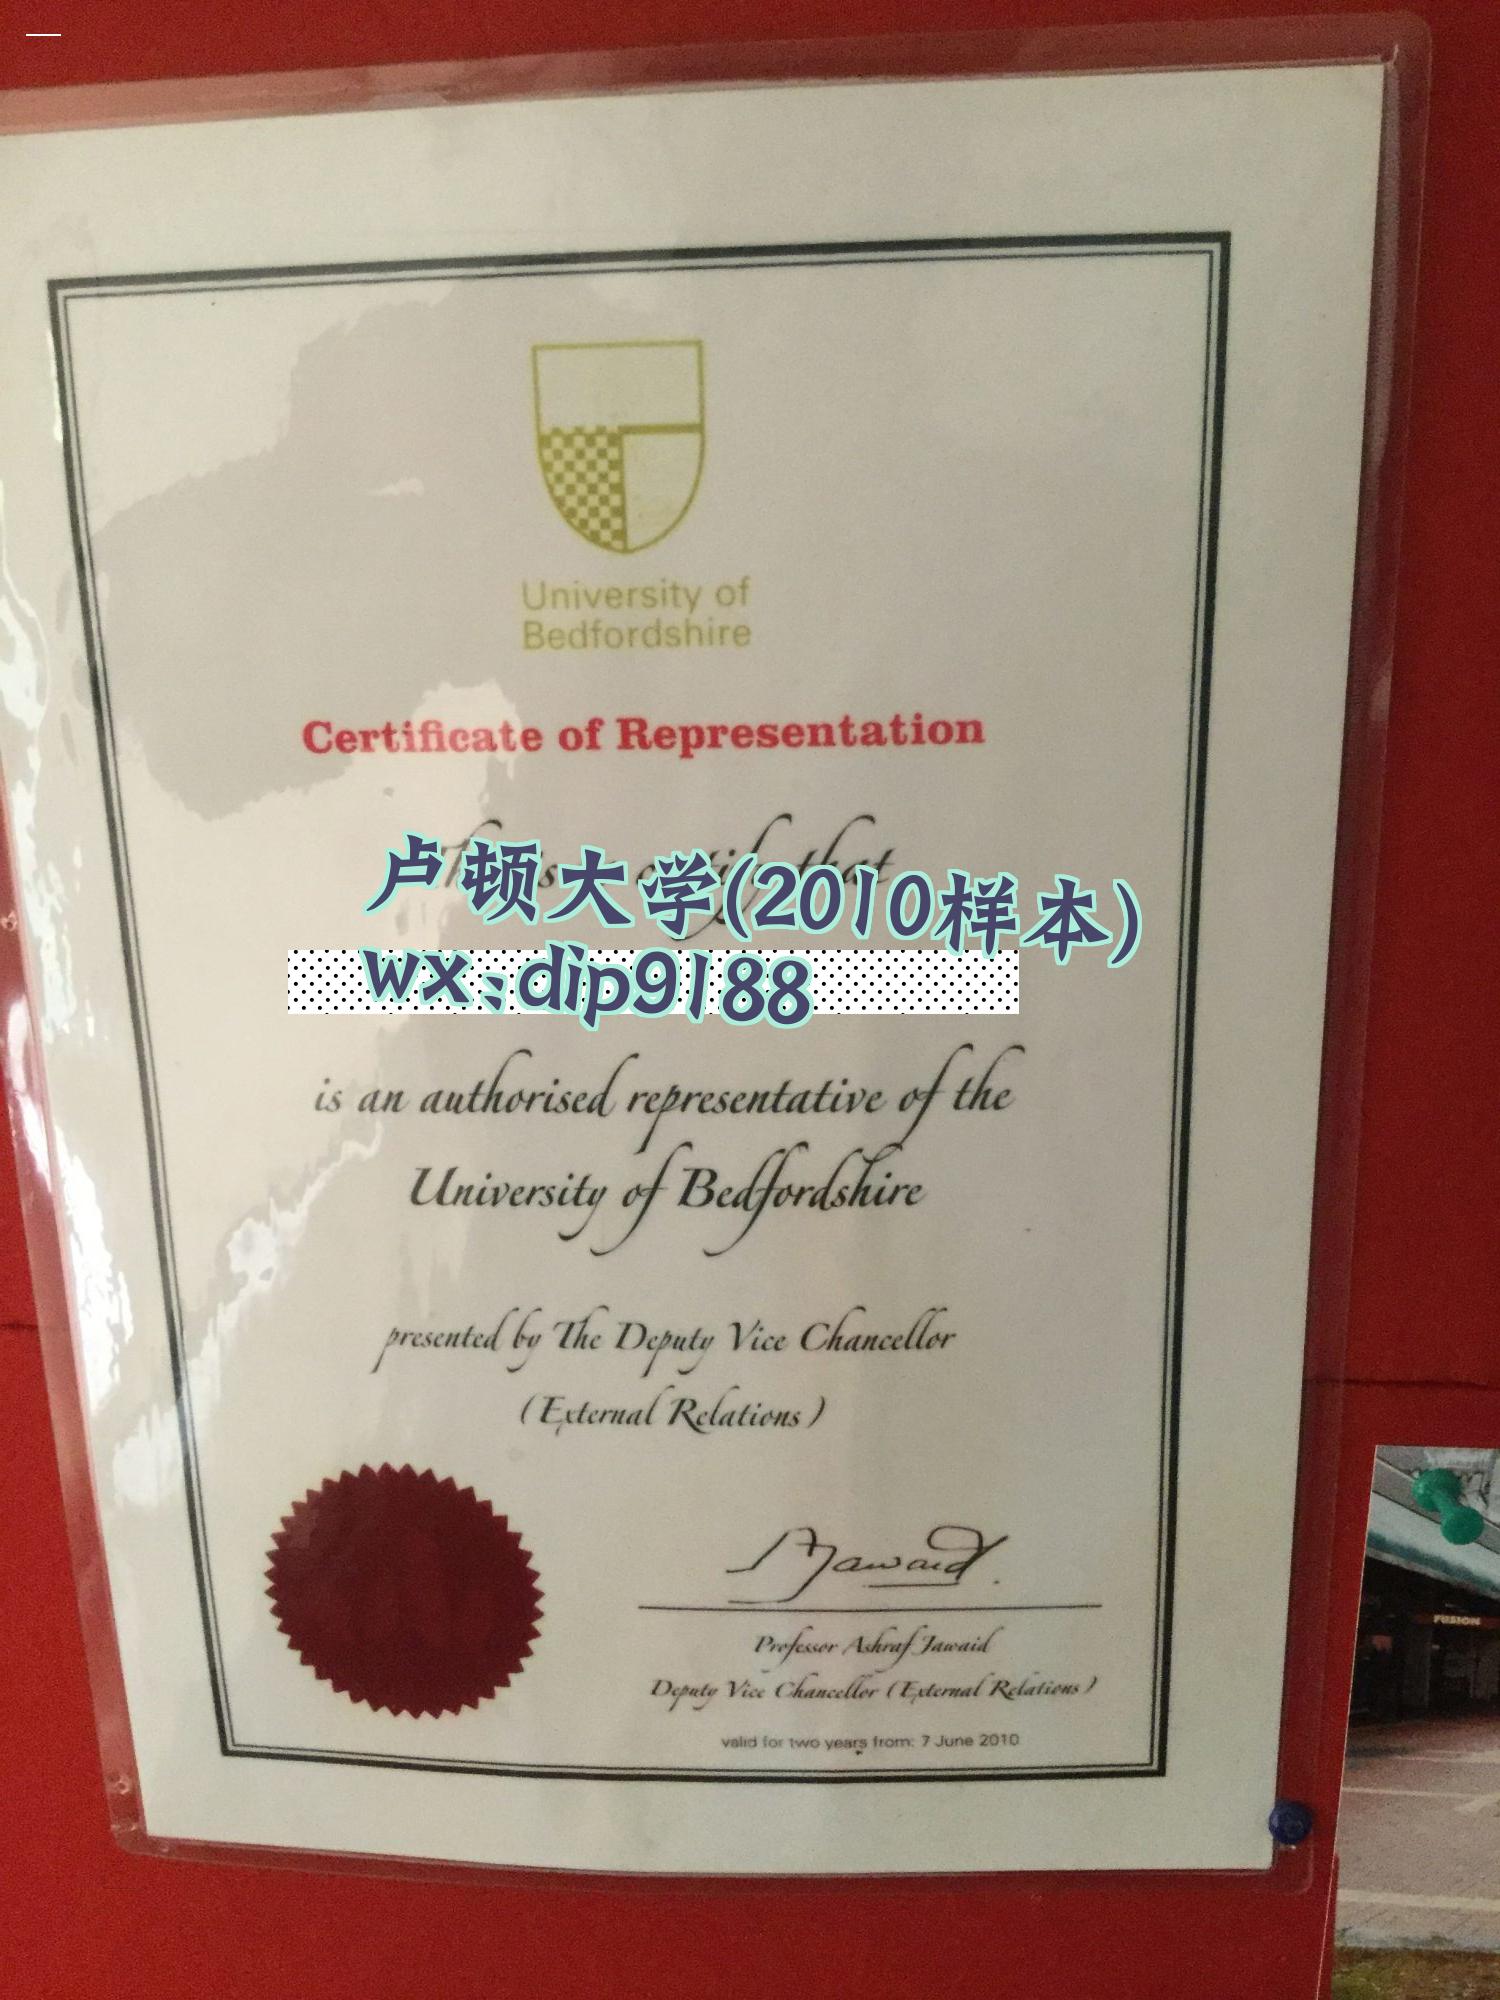 University of
Bedfordshire
Certificate of Representation
that
卢顿大学(2010样本)
wx:dip9188
is an authorised representative of the
University of Bedfordshire
presented by The Deputy Vice Chancellor
(External Relations)
Professor Ashraf Jawaid
Deputy Vice Chancellor (External Relations)
valid for two years from: 7 June 2010
FUSION